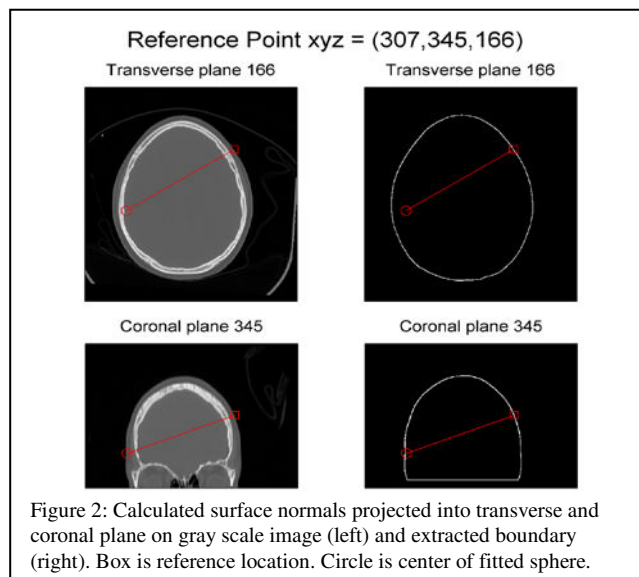 Reference Point xyz = (307,345,166)
Transverse plane 166
Transverse plane 166
Coronal plane 345
Coronal plane 345
Figure 2: Calculated surface normals projected into transverse and
coronal plane on gray scale image (left) and extracted boundary
(right). Box is reference location. Circle is center of fitted sphere.